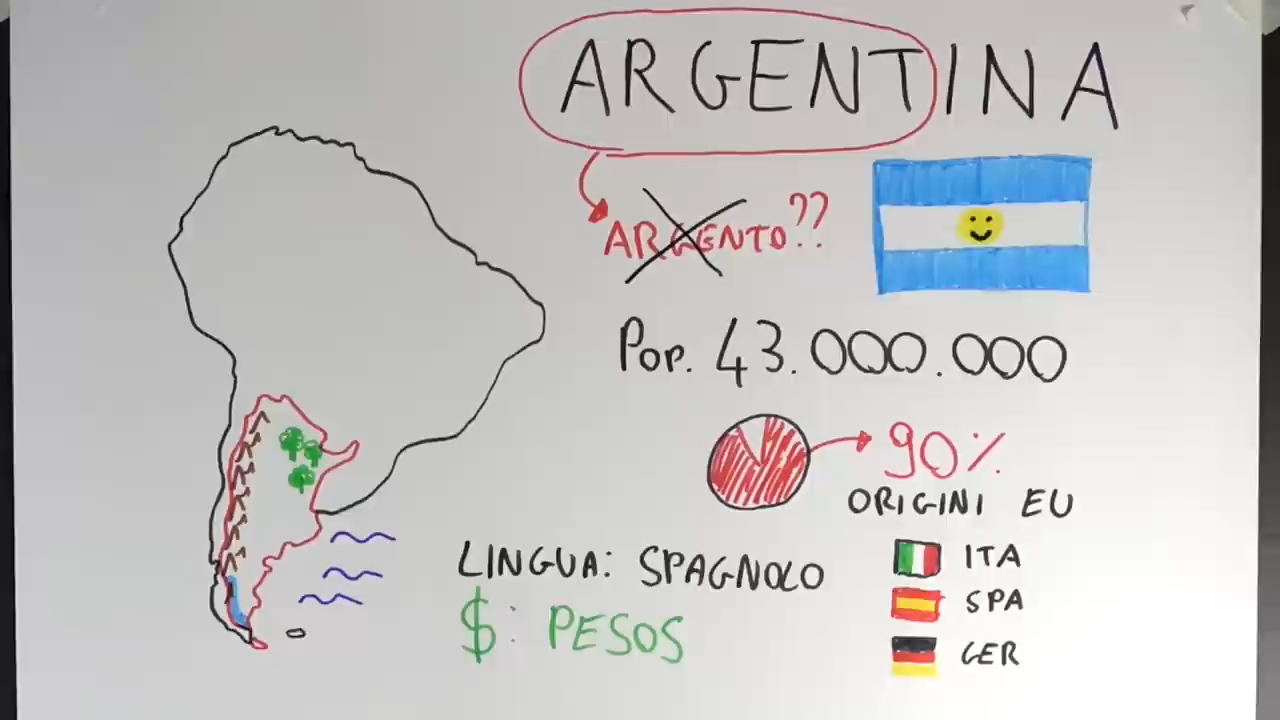 ARGENTINA
ARGENTO??
Pop. 43.000.000
90%
ORIGINI EU
LINGUA: SPAGNOLO
$: PESOS
ITA
SPA
GER